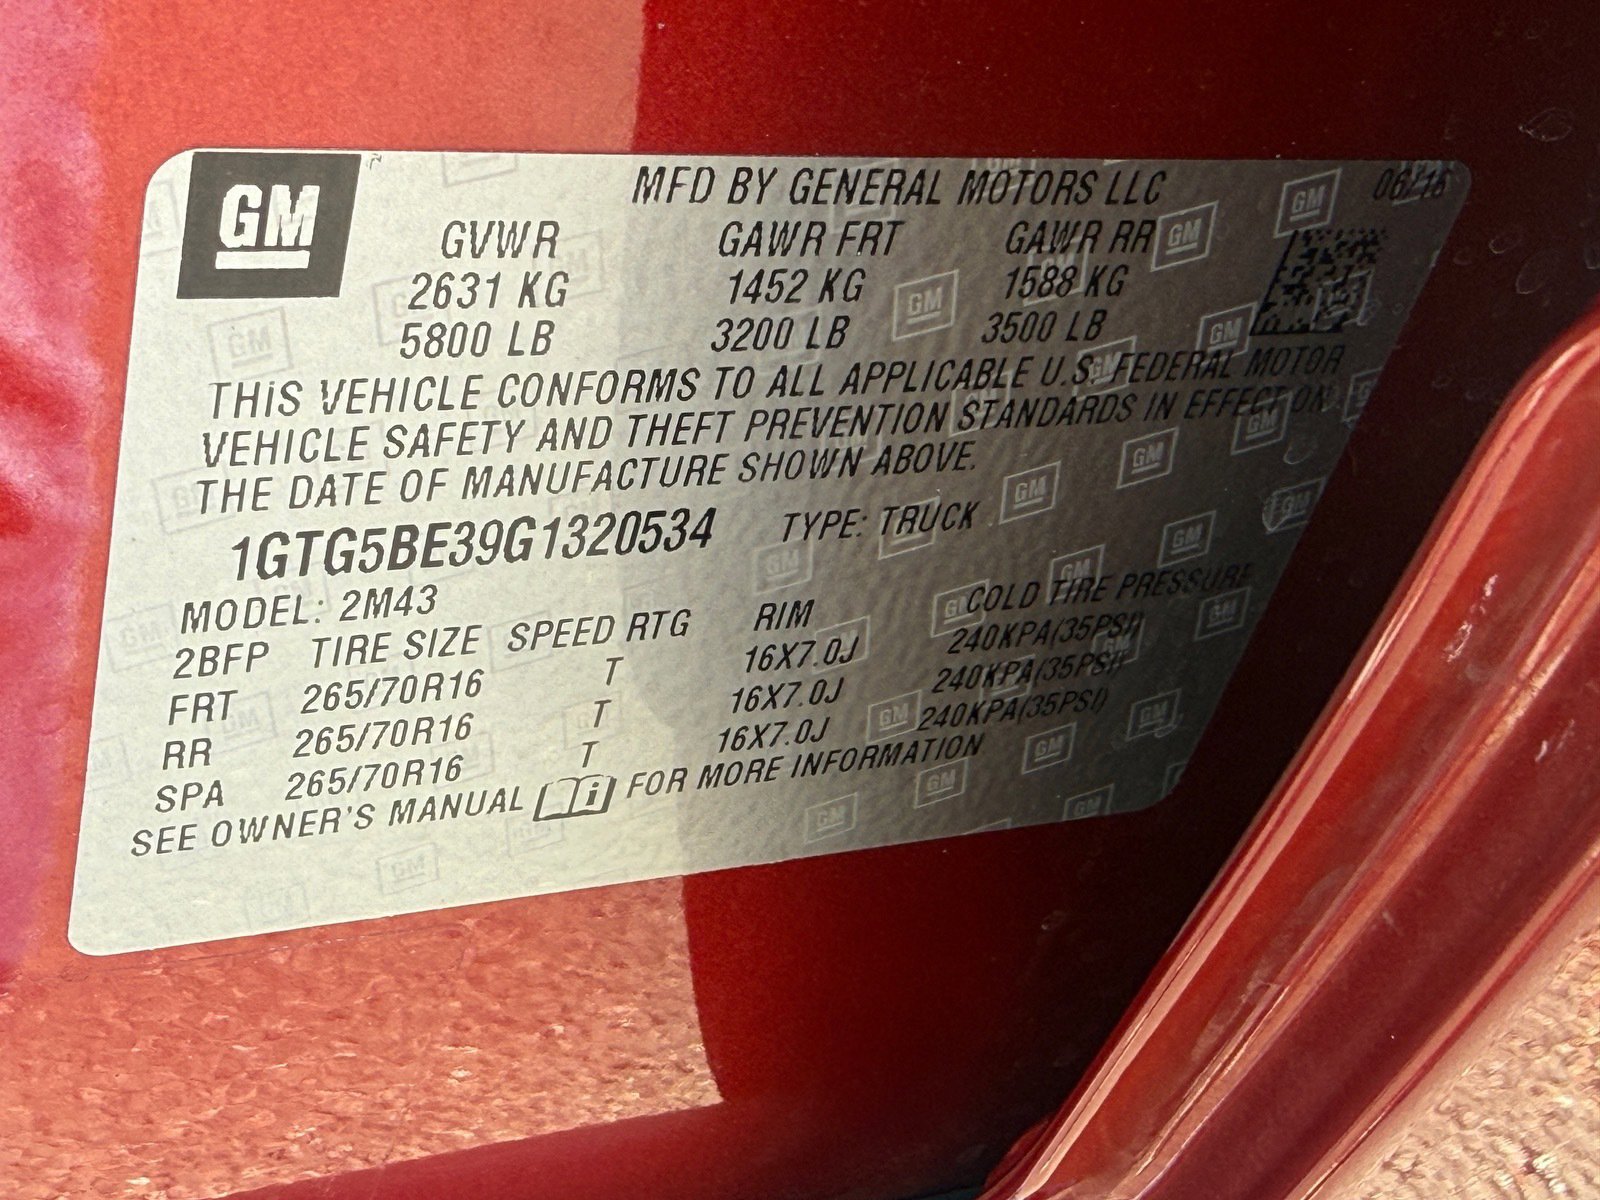 GM
MFD BY GENERAL MOTORS LLC 06/16
GVWR GAWR FRT GAWR RR
2631 KG 1452 KG 1588 KG
5800 LB 3200 LB 3500 LB
THiS VEHICLE CONFORMS TO ALL APPLICABLE U.S. FEDERAL MOTOR
VEHICLE SAFETY AND THEFT PREVENTION STANDARDS IN EFFECT ON
THE DATE OF MANUFACTURE SHOWN ABOVE.
1GTG5BE39G1320534 TYPE: TRUCK
MODEL: 2M43
2BFP TIRE SIZE SPEED RTG RIM COLD TIRE PRESSURE
FRT 265/70R16 T 16X7.0J 240KPA(35PSI)
RR 265/70R16 T 16X7.0J 240KPA(35PSI)
SPA 265/70R16 T 16X7.0J 240KPA(35PSI)
SEE OWNER'S MANUAL i FOR MORE INFORMATION